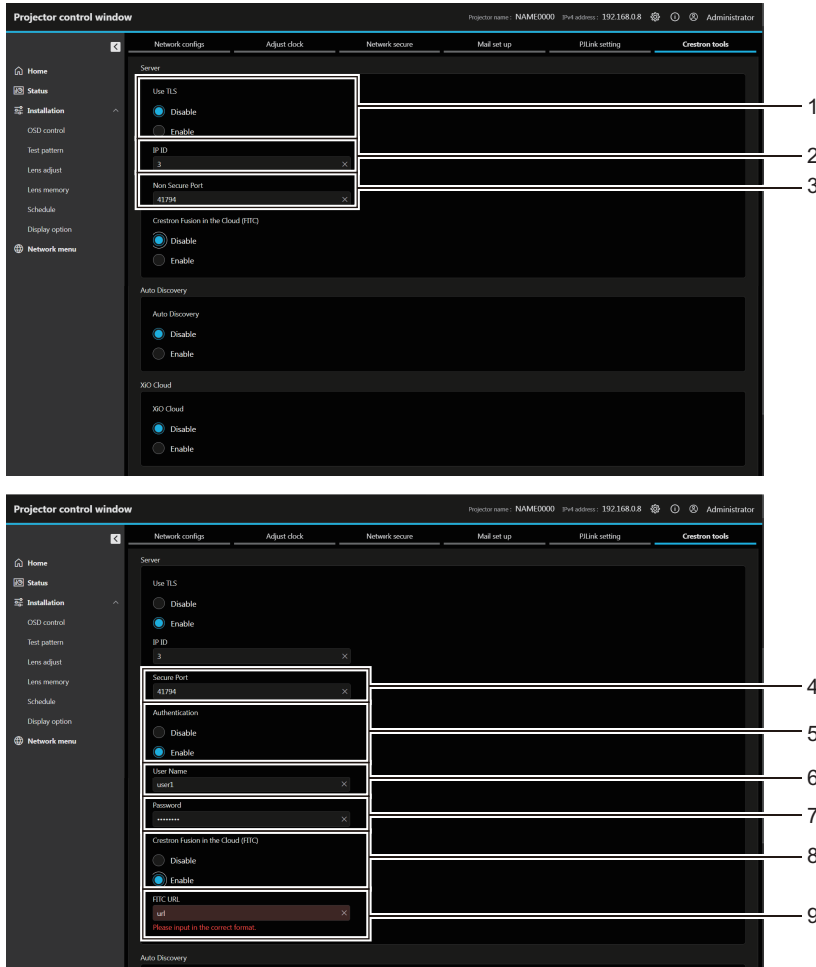 Projector control window Projector name : NAME0000 IPv4 address : 192.168.0.8 Administrator
Network configs Adjust clock Network secure Mail set up PJLink setting Crestron tools
Home
Status
Installation
OSD control
Test pattern
Lens adjust
Lens memory
Schedule
Display option
Network menu
Server
Use TLS
Disable
Enable
IP ID
3 ×
Non Secure Port
41794 ×
Crestron Fusion in the Cloud (FITC)
Disable
Enable
Auto Discovery
Auto Discovery
Disable
Enable
XiO Cloud
XiO Cloud
Disable
Enable
1
2
3
Projector control window Projector name : NAME0000 IPv4 address : 192.168.0.8 Administrator
Network configs Adjust clock Network secure Mail set up PJLink setting Crestron tools
Home
Status
Installation
OSD control
Test pattern
Lens adjust
Lens memory
Schedule
Display option
Network menu
Server
Use TLS
Disable
Enable
IP ID
3 ×
Secure Port
41794 ×
Authentication
Disable
Enable
User Name
user1 ×
Password
•••••••• ×
Crestron Fusion in the Cloud (FITC)
Disable
Enable
FITC URL
url ×
Please input in the correct format.
Auto Discovery
4
5
6
7
8
9